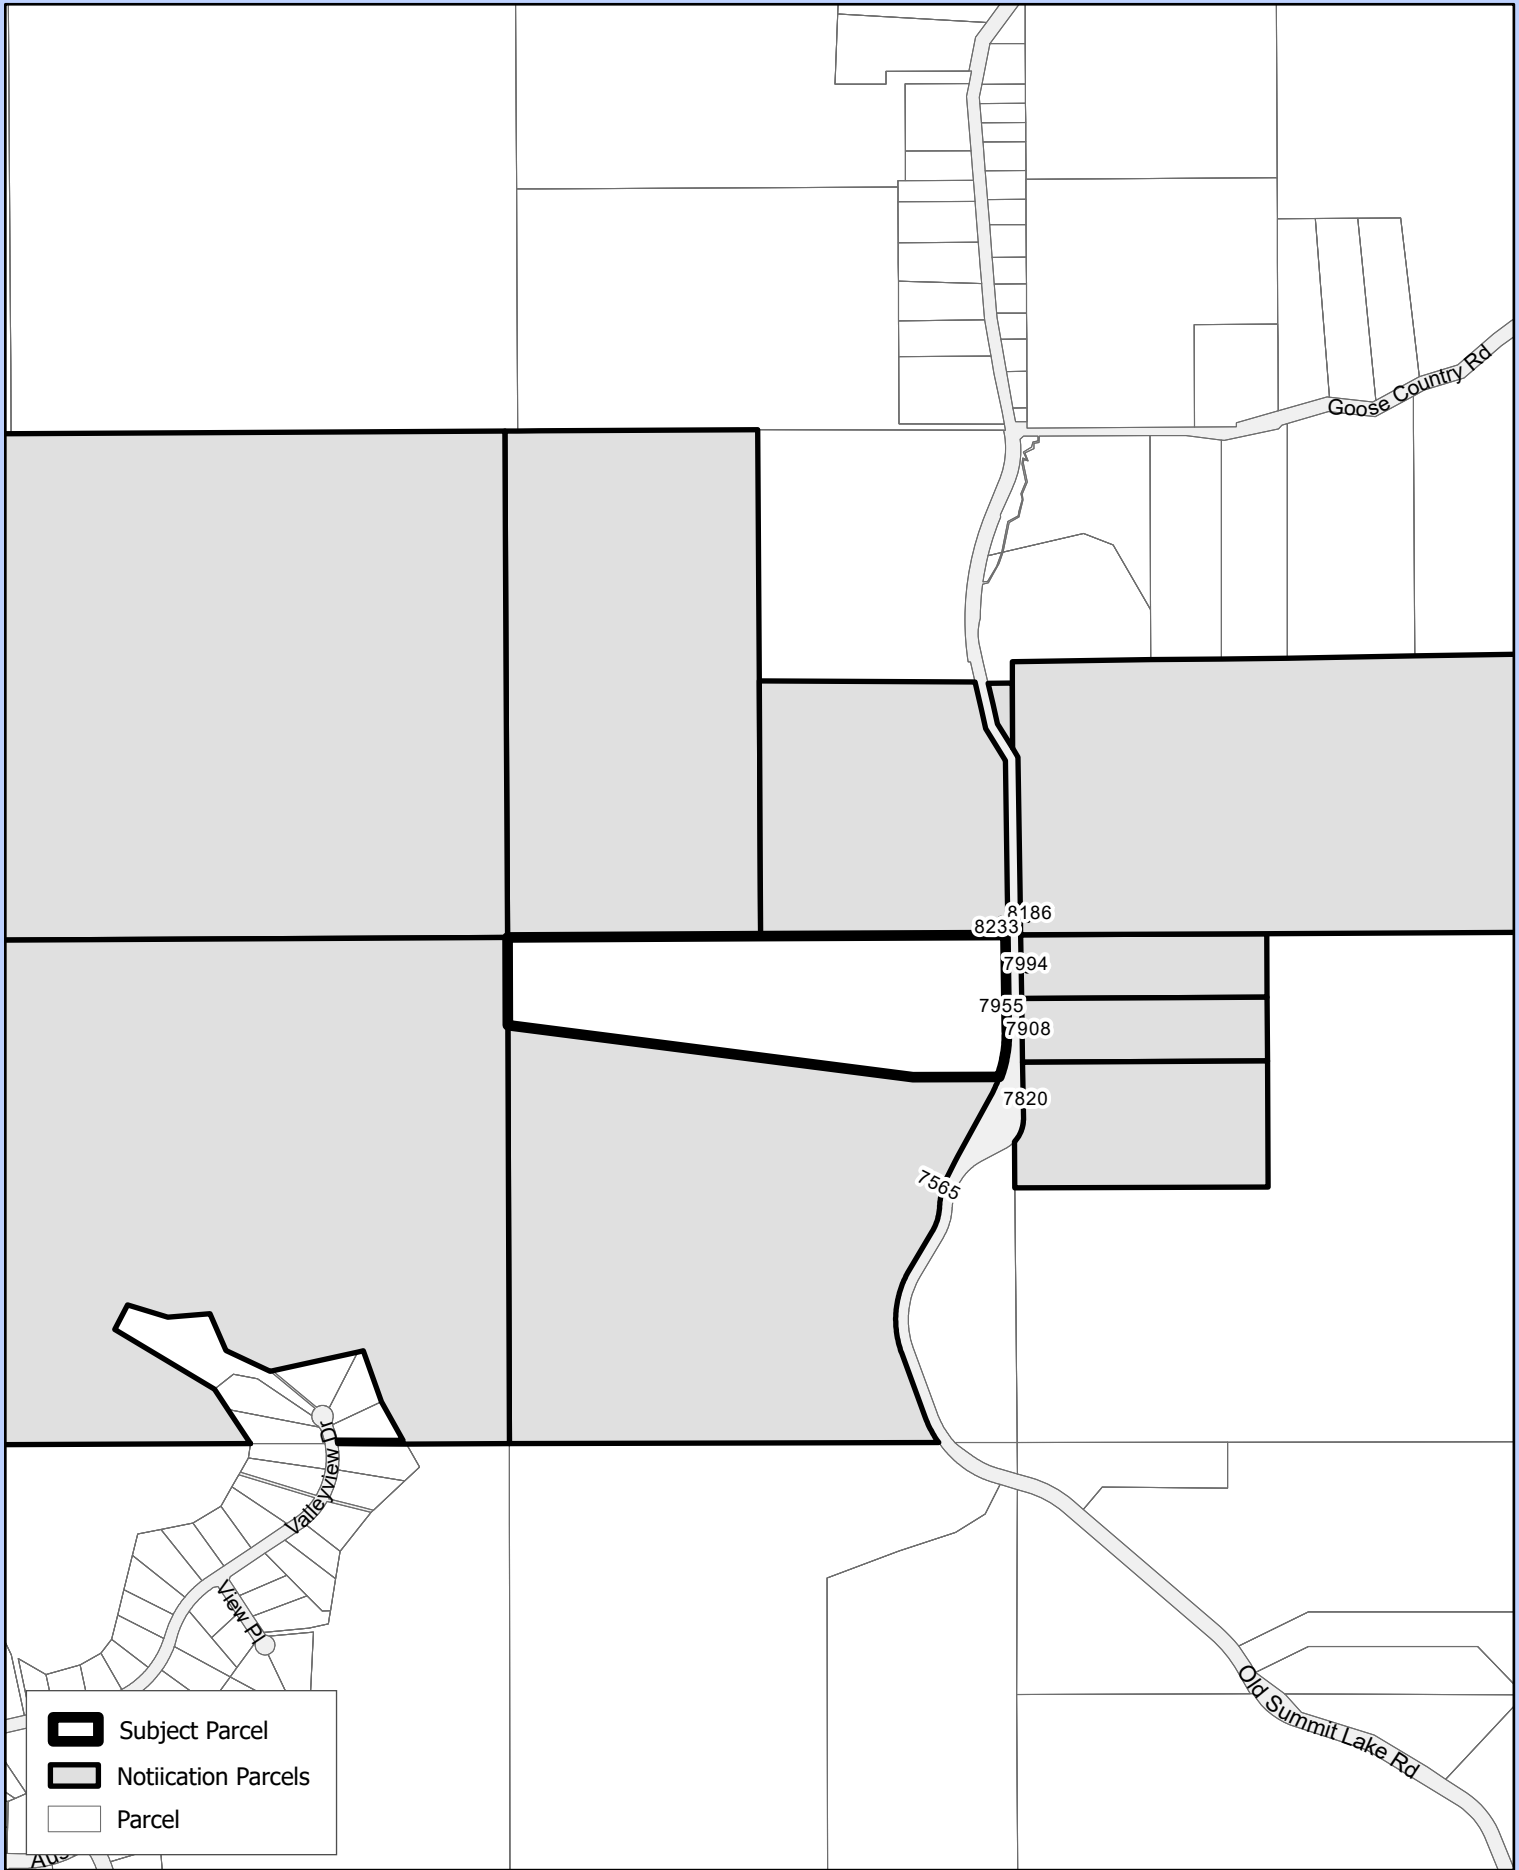 Goose Country Rd
8186
8233
7994
7955
7908
7820
7565
Valleyview Dr
View Pl
Old Summit Lake Rd
Subject Parcel
Notiication Parcels
Parcel